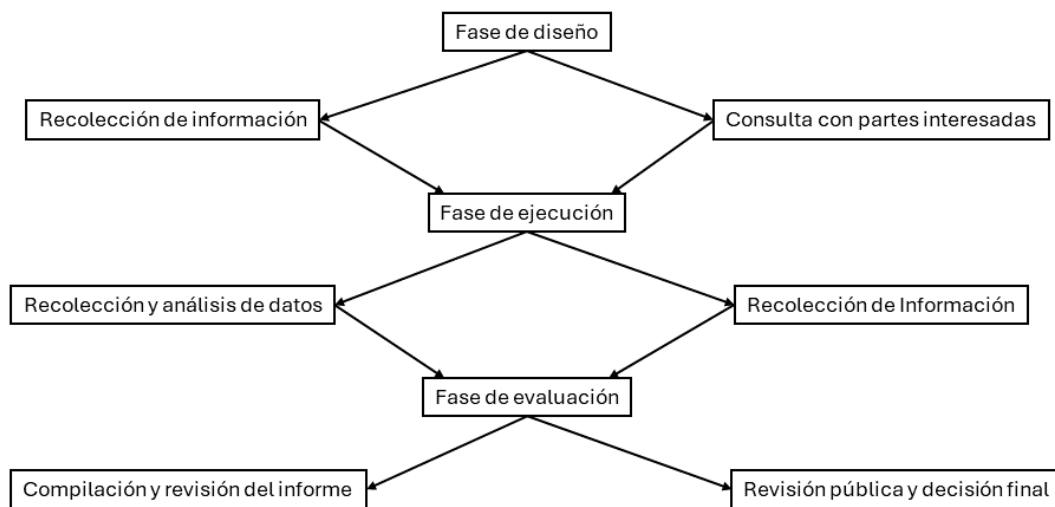 Fase de diseño
Recolección de información
Consulta con partes interesadas
Fase de ejecución
Recolección y análisis de datos
Recolección de Información
Fase de evaluación
Compilación y revisión del informe
Revisión pública y decisión final